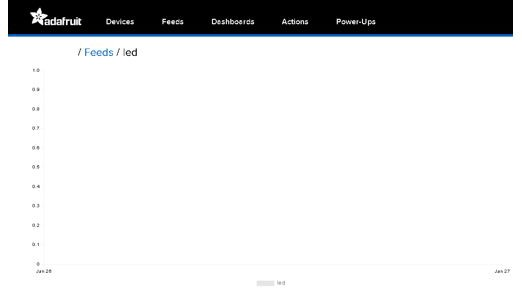 adafruit Devices Feeds Dashboards Actions Power-Ups
/ Feeds / led
1.0
0.9
0.8
0.7
0.6
0.5
0.4
0.3
0.2
0.1
0
Jan 26 Jan 27
led